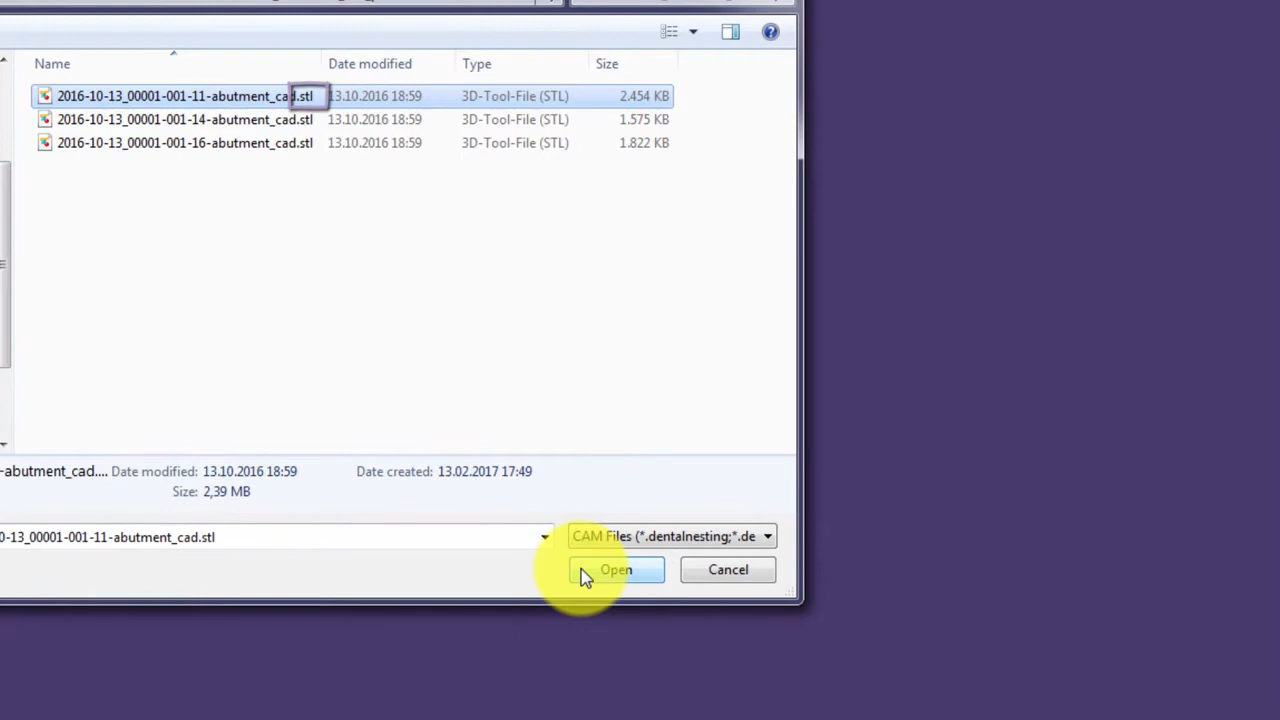 Name Date modified Type Size
2016-10-13_00001-001-11-abutment_cad.stl 13.10.2016 18:59 3D-Tool-File (STL) 2.454 KB
2016-10-13_00001-001-14-abutment_cad.stl 13.10.2016 18:59 3D-Tool-File (STL) 1.575 KB
2016-10-13_00001-001-16-abutment_cad.stl 13.10.2016 18:59 3D-Tool-File (STL) 1.822 KB
-abutment_cad.... Date modified: 13.10.2016 18:59 Date created: 13.02.2017 17:49
Size: 2,39 MB
0-13_00001-001-11-abutment_cad.stl CAM Files (*.dentalnesting;*.de
Open Cancel